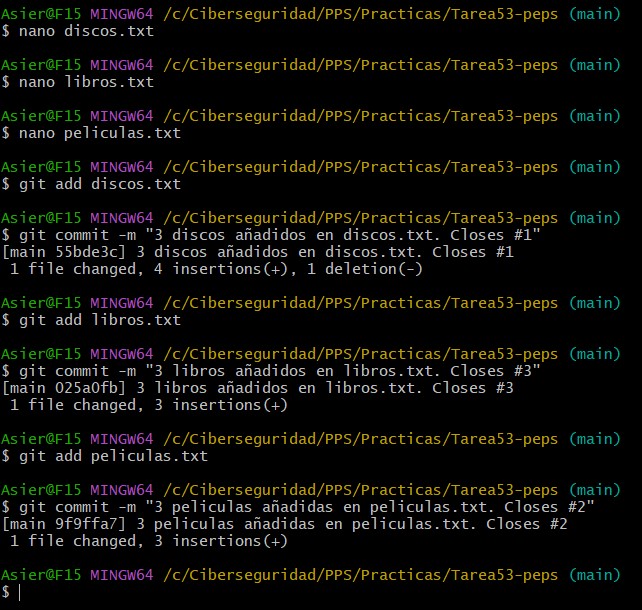 Asier@F15 MINGW64 /c/Ciberseguridad/PPS/Practicas/Tarea53-peps (main)
$ nano discos.txt
Asier@F15 MINGW64 /c/Ciberseguridad/PPS/Practicas/Tarea53-peps (main)
$ nano libros.txt
Asier@F15 MINGW64 /c/Ciberseguridad/PPS/Practicas/Tarea53-peps (main)
$ nano peliculas.txt
Asier@F15 MINGW64 /c/Ciberseguridad/PPS/Practicas/Tarea53-peps (main)
$ git add discos.txt
Asier@F15 MINGW64 /c/Ciberseguridad/PPS/Practicas/Tarea53-peps (main)
$ git commit -m "3 discos añadidos en discos.txt. Closes #1"
[main 55bde3c] 3 discos añadidos en discos.txt. Closes #1
1 file changed, 4 insertions(+), 1 deletion(-)
Asier@F15 MINGW64 /c/Ciberseguridad/PPS/Practicas/Tarea53-peps (main)
$ git add libros.txt
Asier@F15 MINGW64 /c/Ciberseguridad/PPS/Practicas/Tarea53-peps (main)
$ git commit -m "3 libros añadidos en libros.txt. Closes #3"
[main 025a0fb] 3 libros añadidos en libros.txt. Closes #3
1 file changed, 3 insertions(+)
Asier@F15 MINGW64 /c/Ciberseguridad/PPS/Practicas/Tarea53-peps (main)
$ git add peliculas.txt
Asier@F15 MINGW64 /c/Ciberseguridad/PPS/Practicas/Tarea53-peps (main)
$ git commit -m "3 peliculas añadidas en peliculas.txt. Closes #2"
[main 9f9ffa7] 3 peliculas añadidas en peliculas.txt. Closes #2
1 file changed, 3 insertions(+)
Asier@F15 MINGW64 /c/Ciberseguridad/PPS/Practicas/Tarea53-peps (main)
$